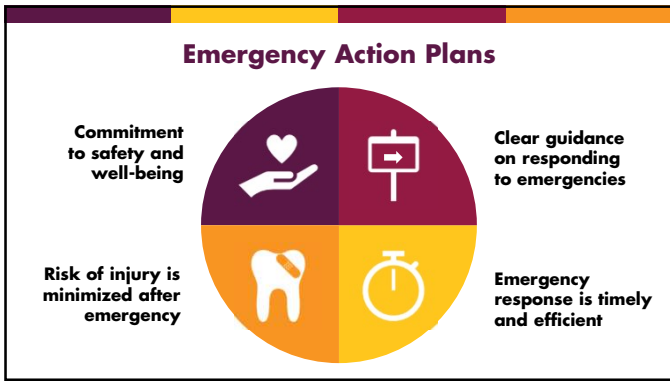 Emergency Action Plans
Commitment
to safety and
well-being
Clear guidance
on responding
to emergencies
Risk of injury is
minimized after
emergency
Emergency
response is timely
and efficient